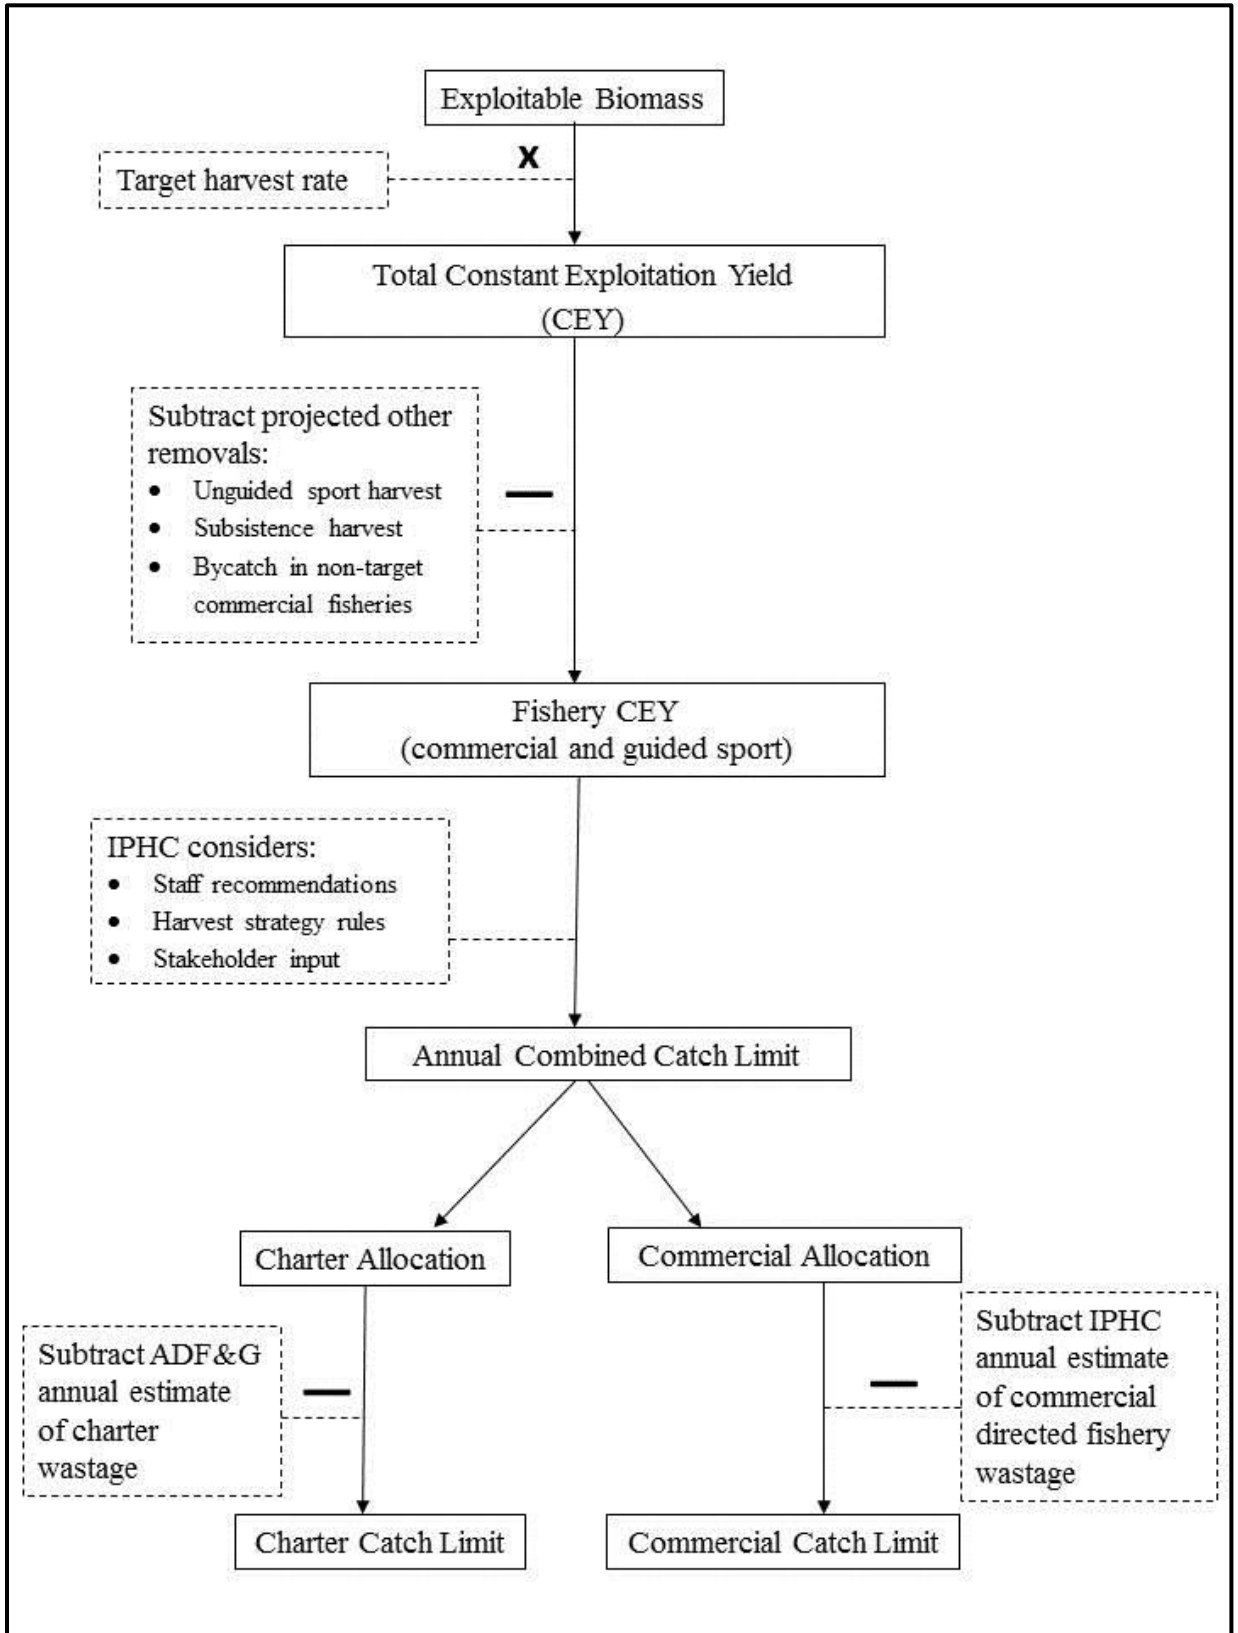 Exploitable Biomass
X
Target harvest rate
Total Constant Exploitation Yield
(CEY)
Subtract projected other
removals:
• Unguided sport harvest
• Subsistence harvest
• Bycatch in non-target
commercial fisheries
—
Fishery CEY
(commercial and guided sport)
IPHC considers:
• Staff recommendations
• Harvest strategy rules
• Stakeholder input
Annual Combined Catch Limit
Charter Allocation
Commercial Allocation
Subtract ADF&G
annual estimate
of charter
wastage
—
—
Subtract IPHC
annual estimate
of commercial
directed fishery
wastage
Charter Catch Limit
Commercial Catch Limit